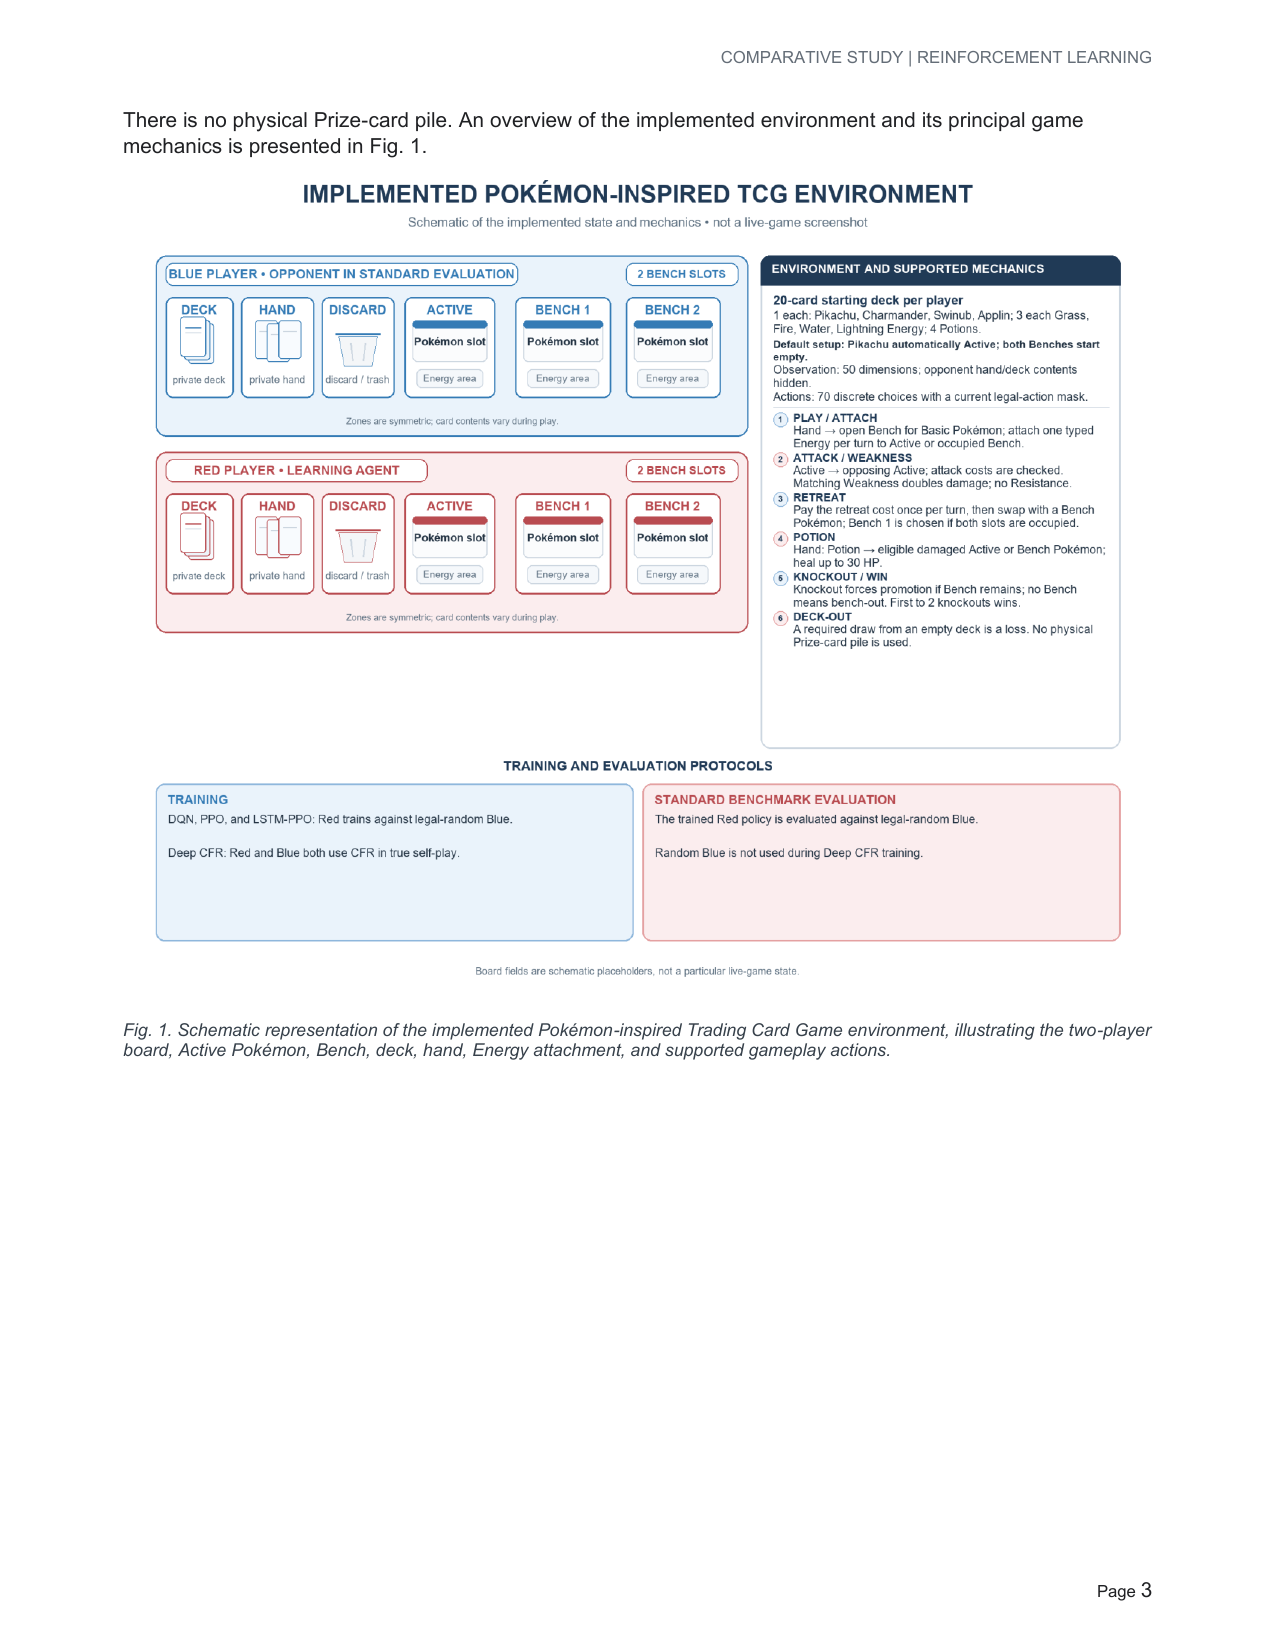 COMPARATIVE STUDY | REINFORCEMENT LEARNING
There is no physical Prize-card pile. An overview of the implemented environment and its principal game
mechanics is presented in Fig. 1.
IMPLEMENTED POKÉMON-INSPIRED TCG ENVIRONMENT
Schematic of the implemented state and mechanics • not a live-game screenshot
BLUE PLAYER • OPPONENT IN STANDARD EVALUATION
2 BENCH SLOTS
DECK
HAND
DISCARD
ACTIVE
BENCH 1
BENCH 2
Pokémon slot
Pokémon slot
Pokémon slot
private deck
private hand
discard / trash
Energy area
Energy area
Energy area
Zones are symmetric; card contents vary during play.
RED PLAYER • LEARNING AGENT
2 BENCH SLOTS
DECK
HAND
DISCARD
ACTIVE
BENCH 1
BENCH 2
Pokémon slot
Pokémon slot
Pokémon slot
private deck
private hand
discard / trash
Energy area
Energy area
Energy area
Zones are symmetric; card contents vary during play.
ENVIRONMENT AND SUPPORTED MECHANICS
20-card starting deck per player
1 each: Pikachu, Charmander, Swinub, Applin; 3 each Grass,
Fire, Water, Lightning Energy; 4 Potions.
Default setup: Pikachu automatically Active; both Benches start
empty.
Observation: 50 dimensions; opponent hand/deck contents
hidden.
Actions: 70 discrete choices with a current legal-action mask.
1 PLAY / ATTACH
Hand → open Bench for Basic Pokémon; attach one typed
Energy per turn to Active or occupied Bench.
2 ATTACK / WEAKNESS
Active → opposing Active; attack costs are checked.
Matching Weakness doubles damage; no Resistance.
3 RETREAT
Pay the retreat cost once per turn, then swap with a Bench
Pokémon; Bench 1 is chosen if both slots are occupied.
4 POTION
Hand: Potion → eligible damaged Active or Bench Pokémon;
heal up to 30 HP.
5 KNOCKOUT / WIN
Knockout forces promotion if Bench remains; no Bench
means bench-out. First to 2 knockouts wins.
6 DECK-OUT
A required draw from an empty deck is a loss. No physical
Prize-card pile is used.
TRAINING AND EVALUATION PROTOCOLS
TRAINING
DQN, PPO, and LSTM-PPO: Red trains against legal-random Blue.
Deep CFR: Red and Blue both use CFR in true self-play.
STANDARD BENCHMARK EVALUATION
The trained Red policy is evaluated against legal-random Blue.
Random Blue is not used during Deep CFR training.
Board fields are schematic placeholders, not a particular live-game state.
Fig. 1. Schematic representation of the implemented Pokémon-inspired Trading Card Game environment, illustrating the two-player
board, Active Pokémon, Bench, deck, hand, Energy attachment, and supported gameplay actions.
Page 3